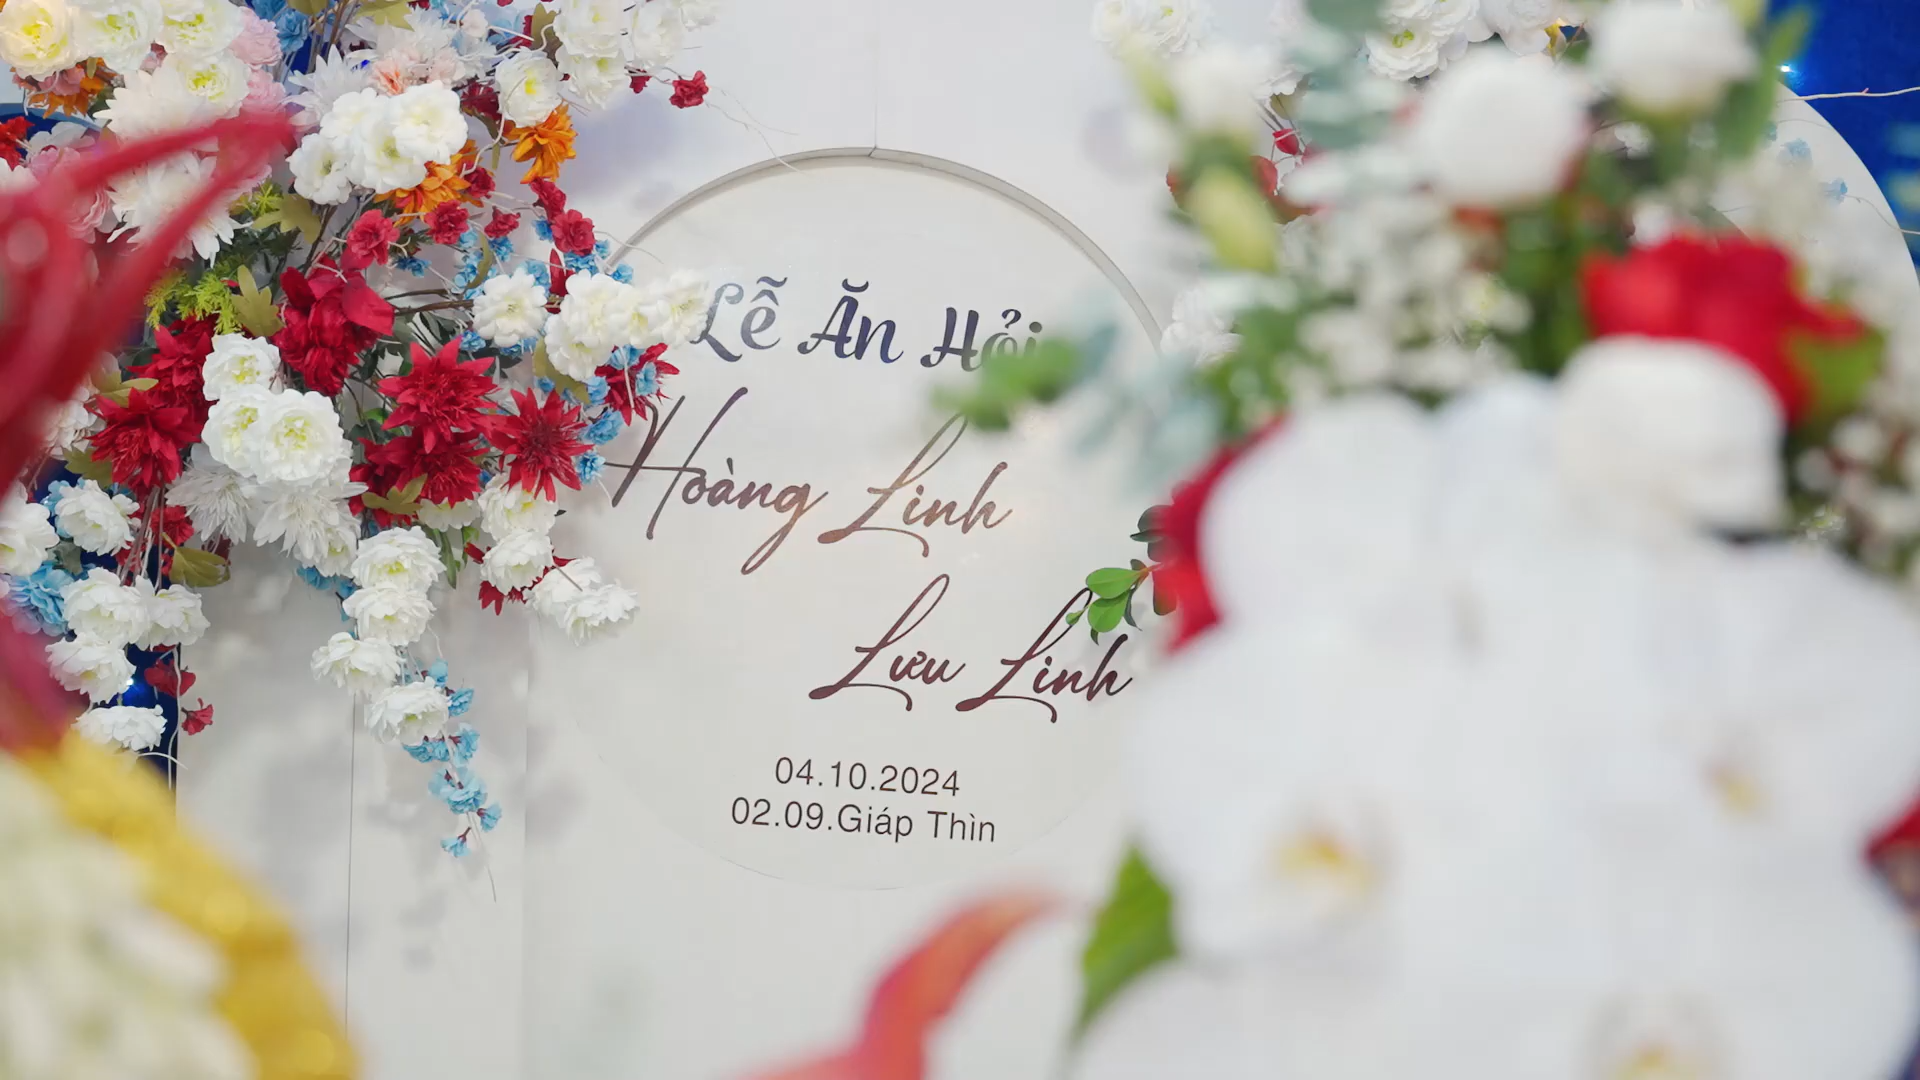 Lễ Ăn Hỏi
Hoàng Linh
Lưu Linh
04.10.2024
02.09.Giáp Thìn